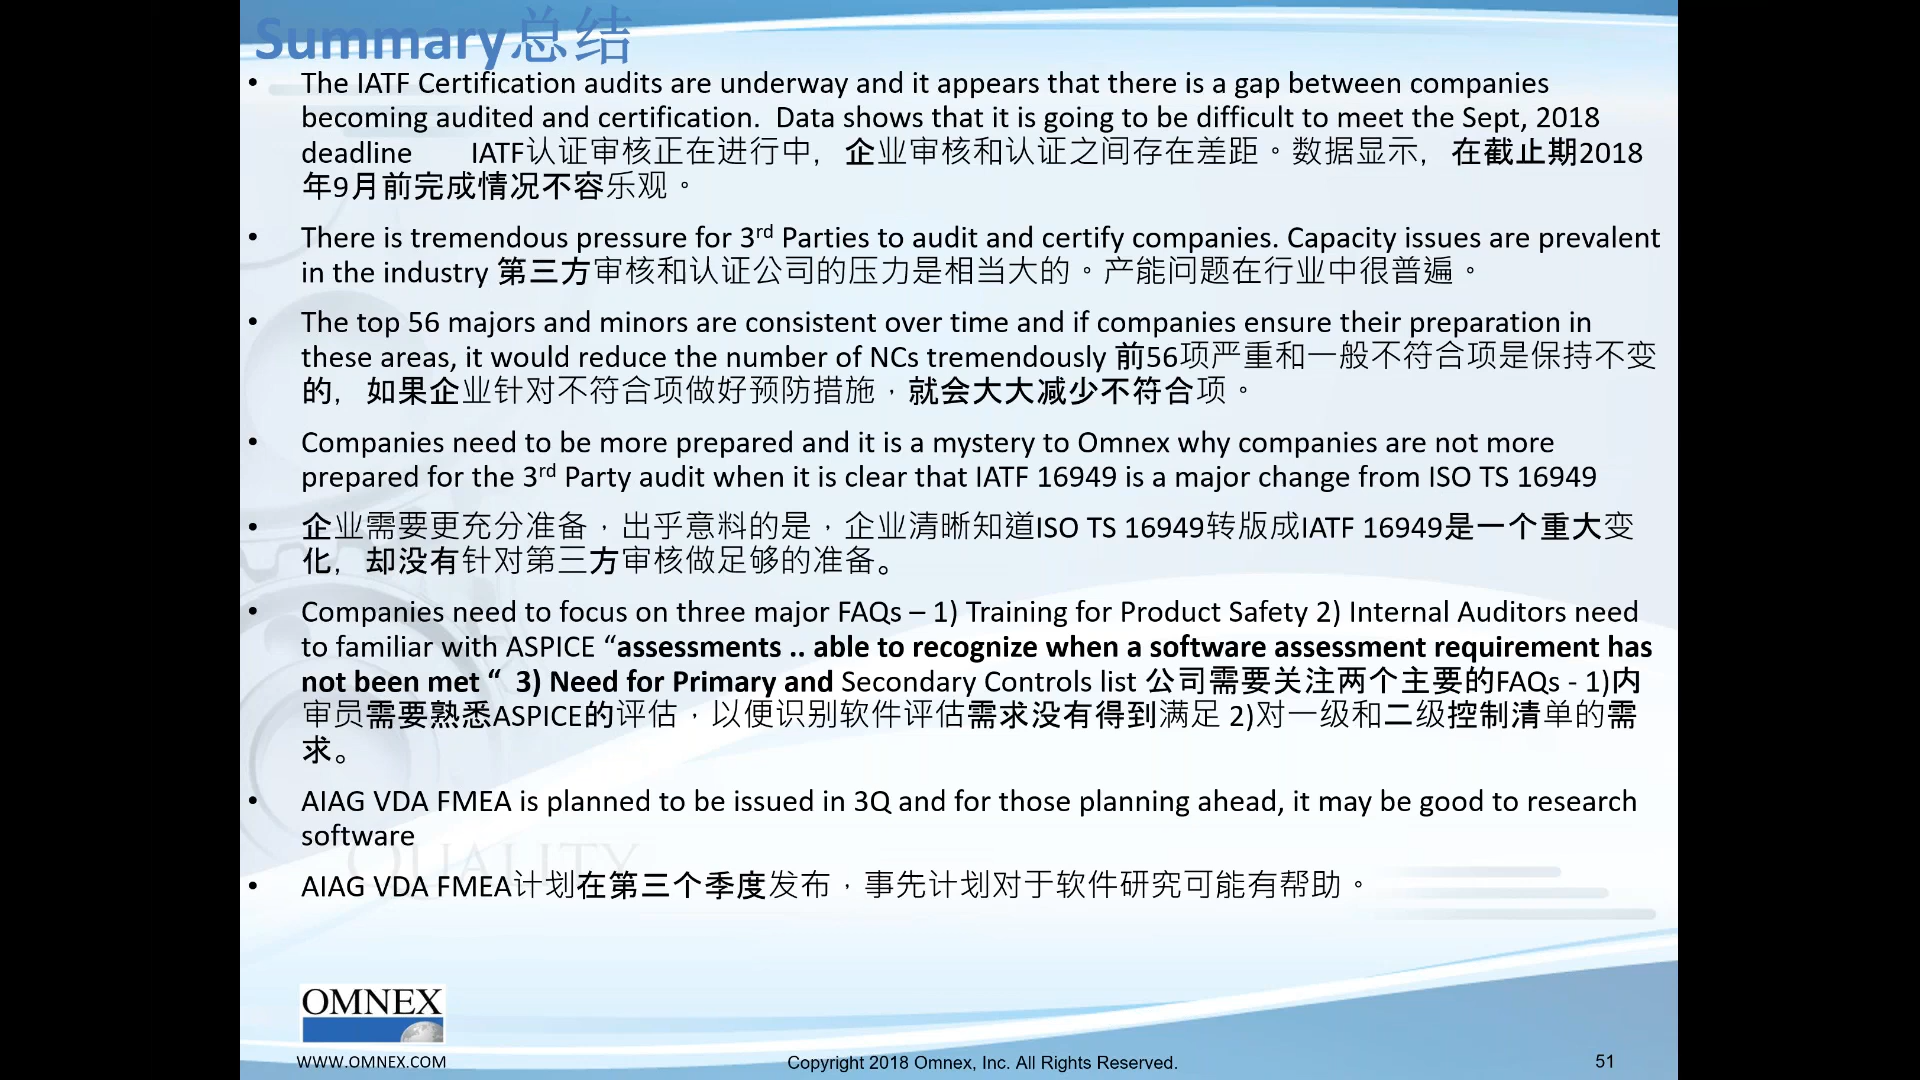 Summary总结
• The IATF Certification audits are underway and it appears that there is a gap between companies
becoming audited and certification.  Data shows that it is going to be difficult to meet the Sept, 2018
deadline IATF认证审核正在进行中，企业审核和认证之间存在差距。数据显示，在截止期2018
年9月前完成情况不容乐观。
• There is tremendous pressure for 3rd Parties to audit and certify companies. Capacity issues are prevalent
in the industry 第三方审核和认证公司的压力是相当大的。产能问题在行业中很普遍。
• The top 56 majors and minors are consistent over time and if companies ensure their preparation in
these areas, it would reduce the number of NCs tremendously 前56项严重和一般不符合项是保持不变
的，如果企业针对不符合项做好预防措施，就会大大减少不符合项。
• Companies need to be more prepared and it is a mystery to Omnex why companies are not more
prepared for the 3rd Party audit when it is clear that IATF 16949 is a major change from ISO TS 16949
• 企业需要更充分准备，出乎意料的是，企业清晰知道ISO TS 16949转版成IATF 16949是一个重大变
化，却没有针对第三方审核做足够的准备。
• Companies need to focus on three major FAQs – 1) Training for Product Safety 2) Internal Auditors need
to familiar with ASPICE “assessments .. able to recognize when a software assessment requirement has
not been met “  3) Need for Primary and Secondary Controls list 公司需要关注两个主要的FAQs - 1)内
审员需要熟悉ASPICE的评估，以便识别软件评估需求没有得到满足 2)对一级和二级控制清单的需
求。
• AIAG VDA FMEA is planned to be issued in 3Q and for those planning ahead, it may be good to research
software
• AIAG VDA FMEA计划在第三个季度发布，事先计划对于软件研究可能有帮助。
QUALITY
OMNEX
WWW.OMNEX.COM
Copyright 2018 Omnex, Inc. All Rights Reserved.
51